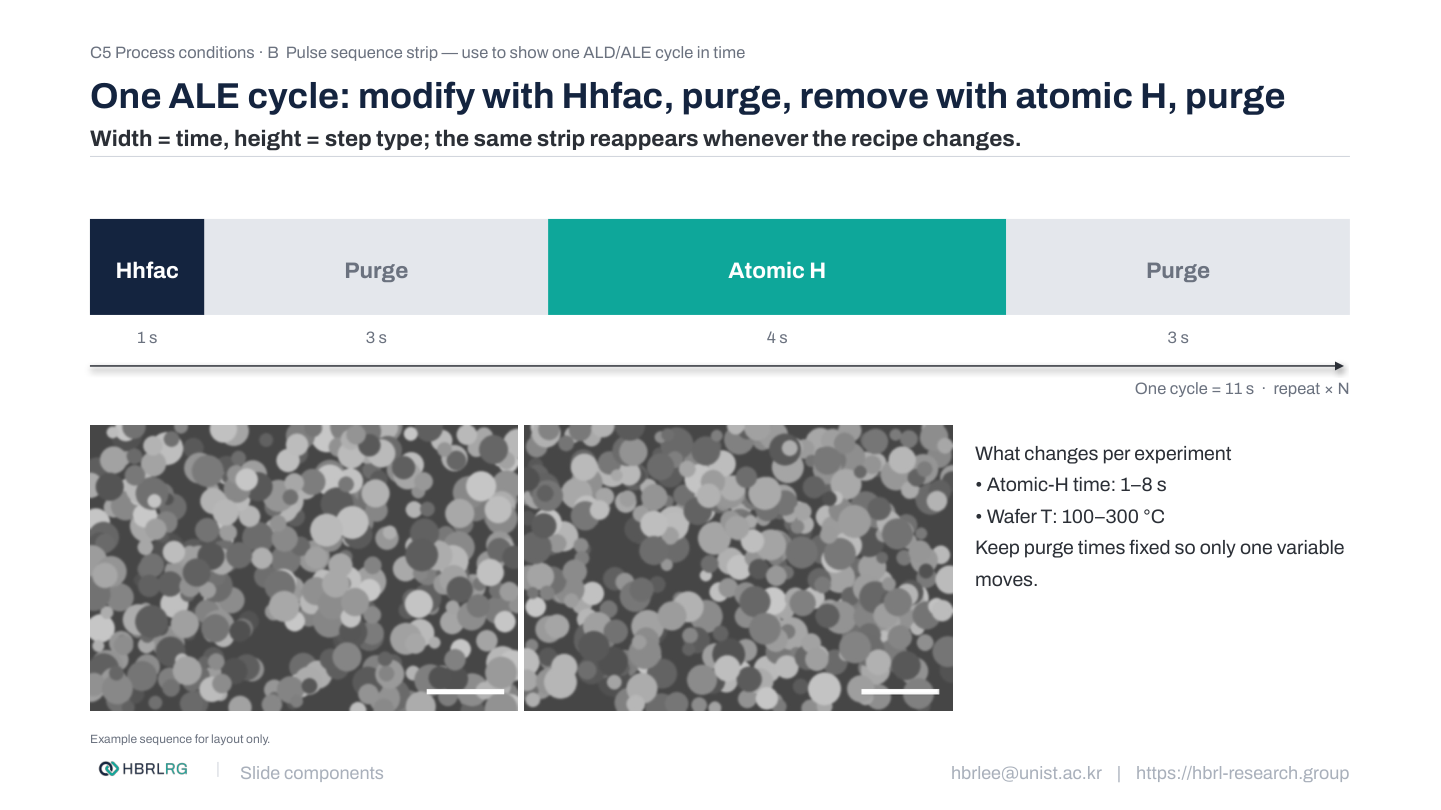 C5 Process conditions · B  Pulse sequence strip — use to show one ALD/ALE cycle in time
One ALE cycle: modify with Hhfac, purge, remove with atomic H, purge
Width = time, height = step type; the same strip reappears whenever the recipe changes.
Hhfac
Purge
Atomic H
Purge
1 s
3 s
4 s
3 s
One cycle = 11 s · repeat × N
What changes per experiment
• Atomic-H time: 1–8 s
• Wafer T: 100–300 °C
Keep purge times fixed so only one variable
moves.
Example sequence for layout only.
HBRLRG
Slide components
hbrlee@unist.ac.kr | https://hbrl-research.group